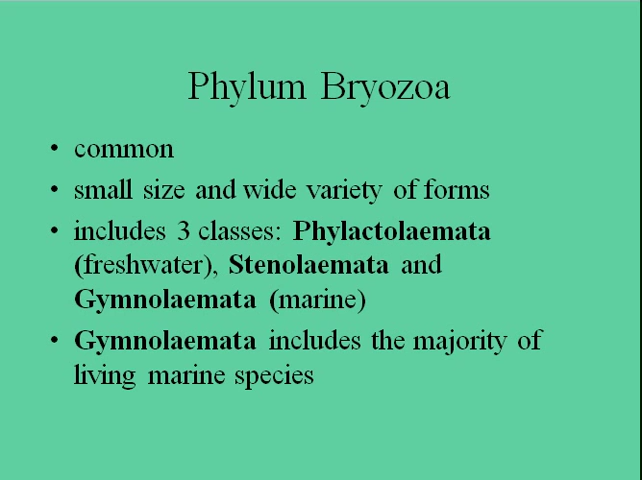 Phylum Bryozoa
• common
• small size and wide variety of forms
• includes 3 classes: Phylactolaemata
(freshwater), Stenolaemata and
Gymnolaemata (marine)
• Gymnolaemata includes the majority of
living marine species